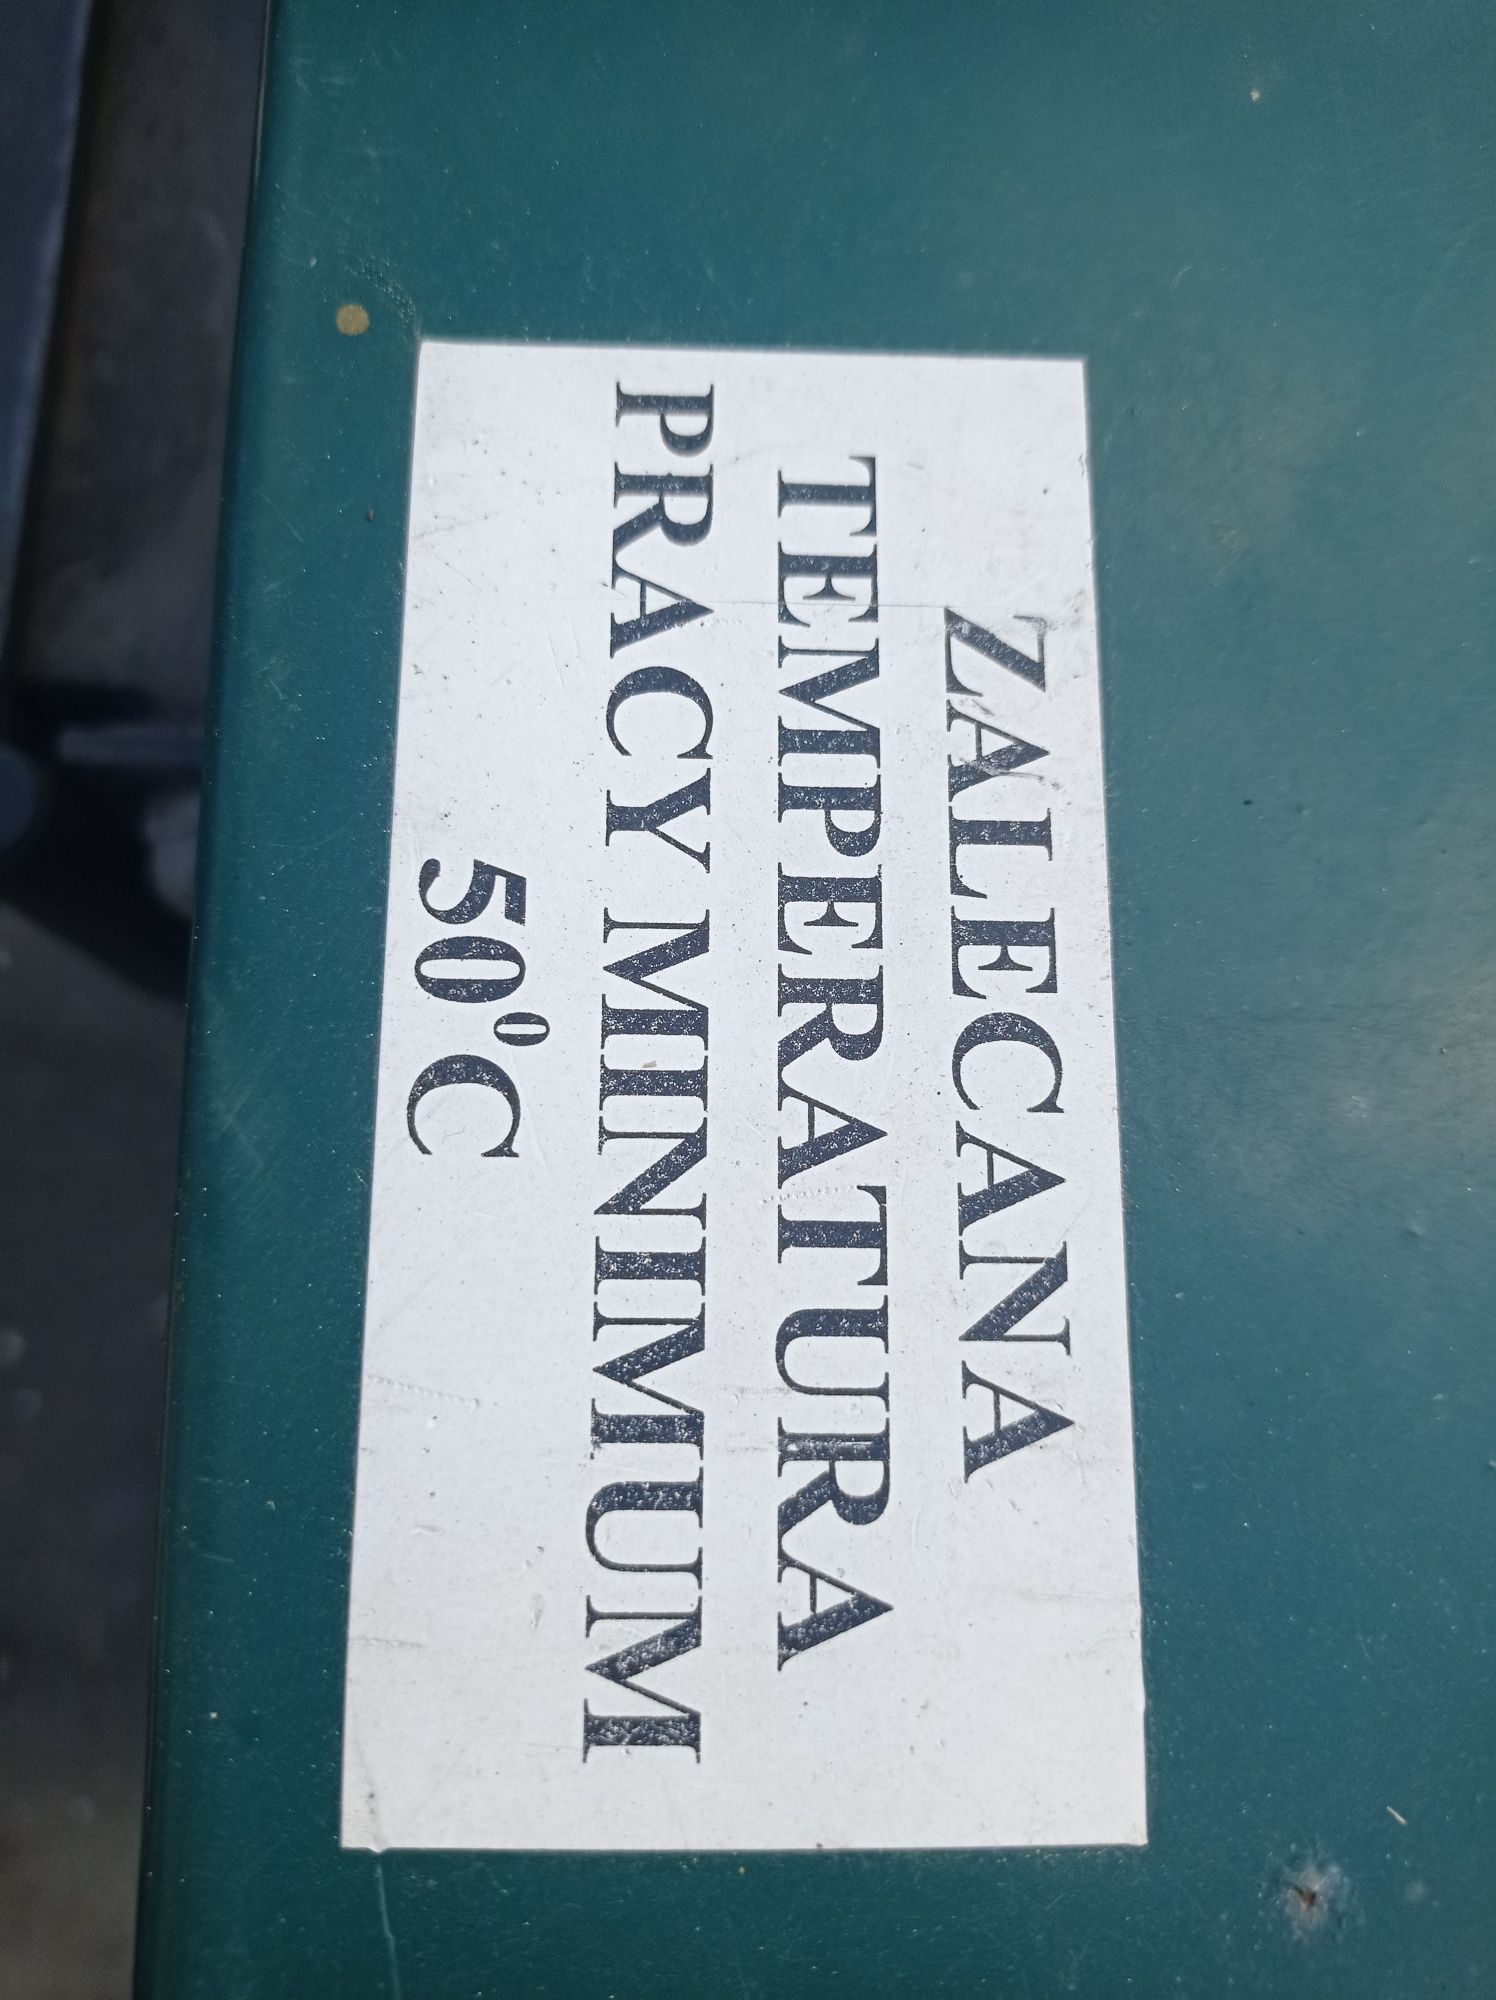 ZALECANA
TEMPERATURA
PRACY MINIMUM
50°C